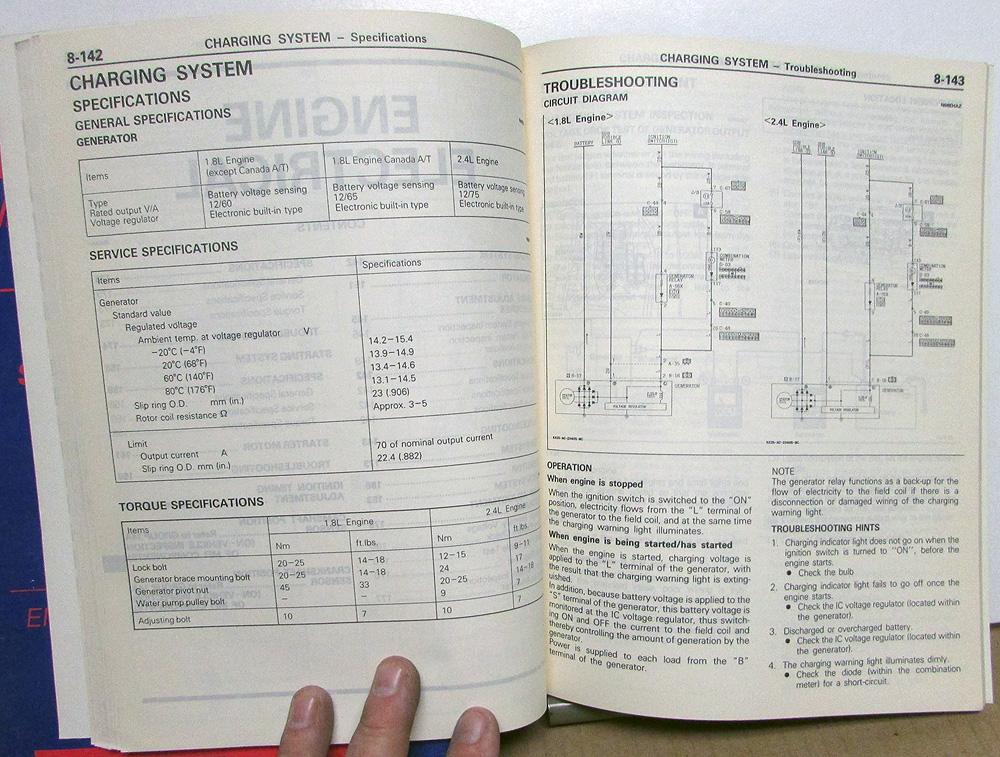 8-142
CHARGING SYSTEM – Specifications
CHARGING SYSTEM
SPECIFICATIONS
GENERAL SPECIFICATIONS
GENERATOR
Items
1.8L Engine
(except Canada A/T)
1.8L Engine Canada A/T
2.4L Engine
Type
Rated output V/A
Voltage regulator
Battery voltage sensing
12/60
Electronic built-in type
Battery voltage sensing
12/65
Electronic built-in type
Battery voltage sensing
12/75
Electronic built-in type
SERVICE SPECIFICATIONS
Items
Specifications
Generator
Standard value
Regulated voltage
Ambient temp. at voltage regulator V
−20°C (−4°F) 14.2−15.4
20°C (68°F) 13.9−14.9
60°C (140°F) 13.4−14.6
80°C (176°F) 13.1−14.5
Slip ring O.D. mm (in.) 23 (.906)
Rotor coil resistance Ω Approx. 3−5
Limit
Output current A 70 of nominal output current
Slip ring O.D. mm (in.) 22.4 (.882)
TORQUE SPECIFICATIONS
Items
1.8L Engine
2.4L Engine
Nm ft.lbs. Nm ft.lbs.
Lock bolt 20−25 14−18 12−15 9−11
Generator brace mounting bolt 20−25 14−18 24 17
Generator pivot nut 45 33 20−25 14−18
Water pump pulley bolt – – 9 7
Adjusting bolt 10 7 10 7
CHARGING SYSTEM – Troubleshooting
8-143
TROUBLESHOOTING
CIRCUIT DIAGRAM
<1.8L Engine>
<2.4L Engine>
BATTERY
FUSIBLE
IGNITION
GENERATOR
RELAY
COMBINATION
METER
GENERATOR
VOLTAGE REGULATOR
COMBINATION
METER
GENERATOR
VOLTAGE REGULATOR
OPERATION
When engine is stopped
When the ignition switch is switched to the "ON"
position, electricity flows from the "L" terminal of
the generator to the field coil, and at the same time
the charging warning light illuminates.
When engine is being started/has started
When the engine is started, charging voltage is
applied to the "L" terminal of the generator, with
the result that the charging warning light is exting-
uished.
In addition, because battery voltage is applied to the
"S" terminal of the generator, this battery voltage is
monitored at the IC voltage regulator, thus switch-
ing ON and OFF the current to the field coil and
thereby controlling the amount of generation by the
generator.
Power is supplied to each load from the "B"
terminal of the generator.
NOTE
The generator relay functions as a back-up for the
flow of electricity to the field coil if there is a
disconnection or damaged wiring of the charging
warning light.
TROUBLESHOOTING HINTS
1. Charging indicator light does not go on when the
ignition switch is turned to "ON", before the
engine starts.
● Check the bulb
2. Charging indicator light fails to go off once the
engine starts.
● Check the IC voltage regulator (located within
the generator).
3. Discharged or overcharged battery.
● Check the IC voltage regulator (located within
the generator).
4. The charging warning light illuminates dimly.
● Check the diode (within the combination
meter) for a short-circuit.